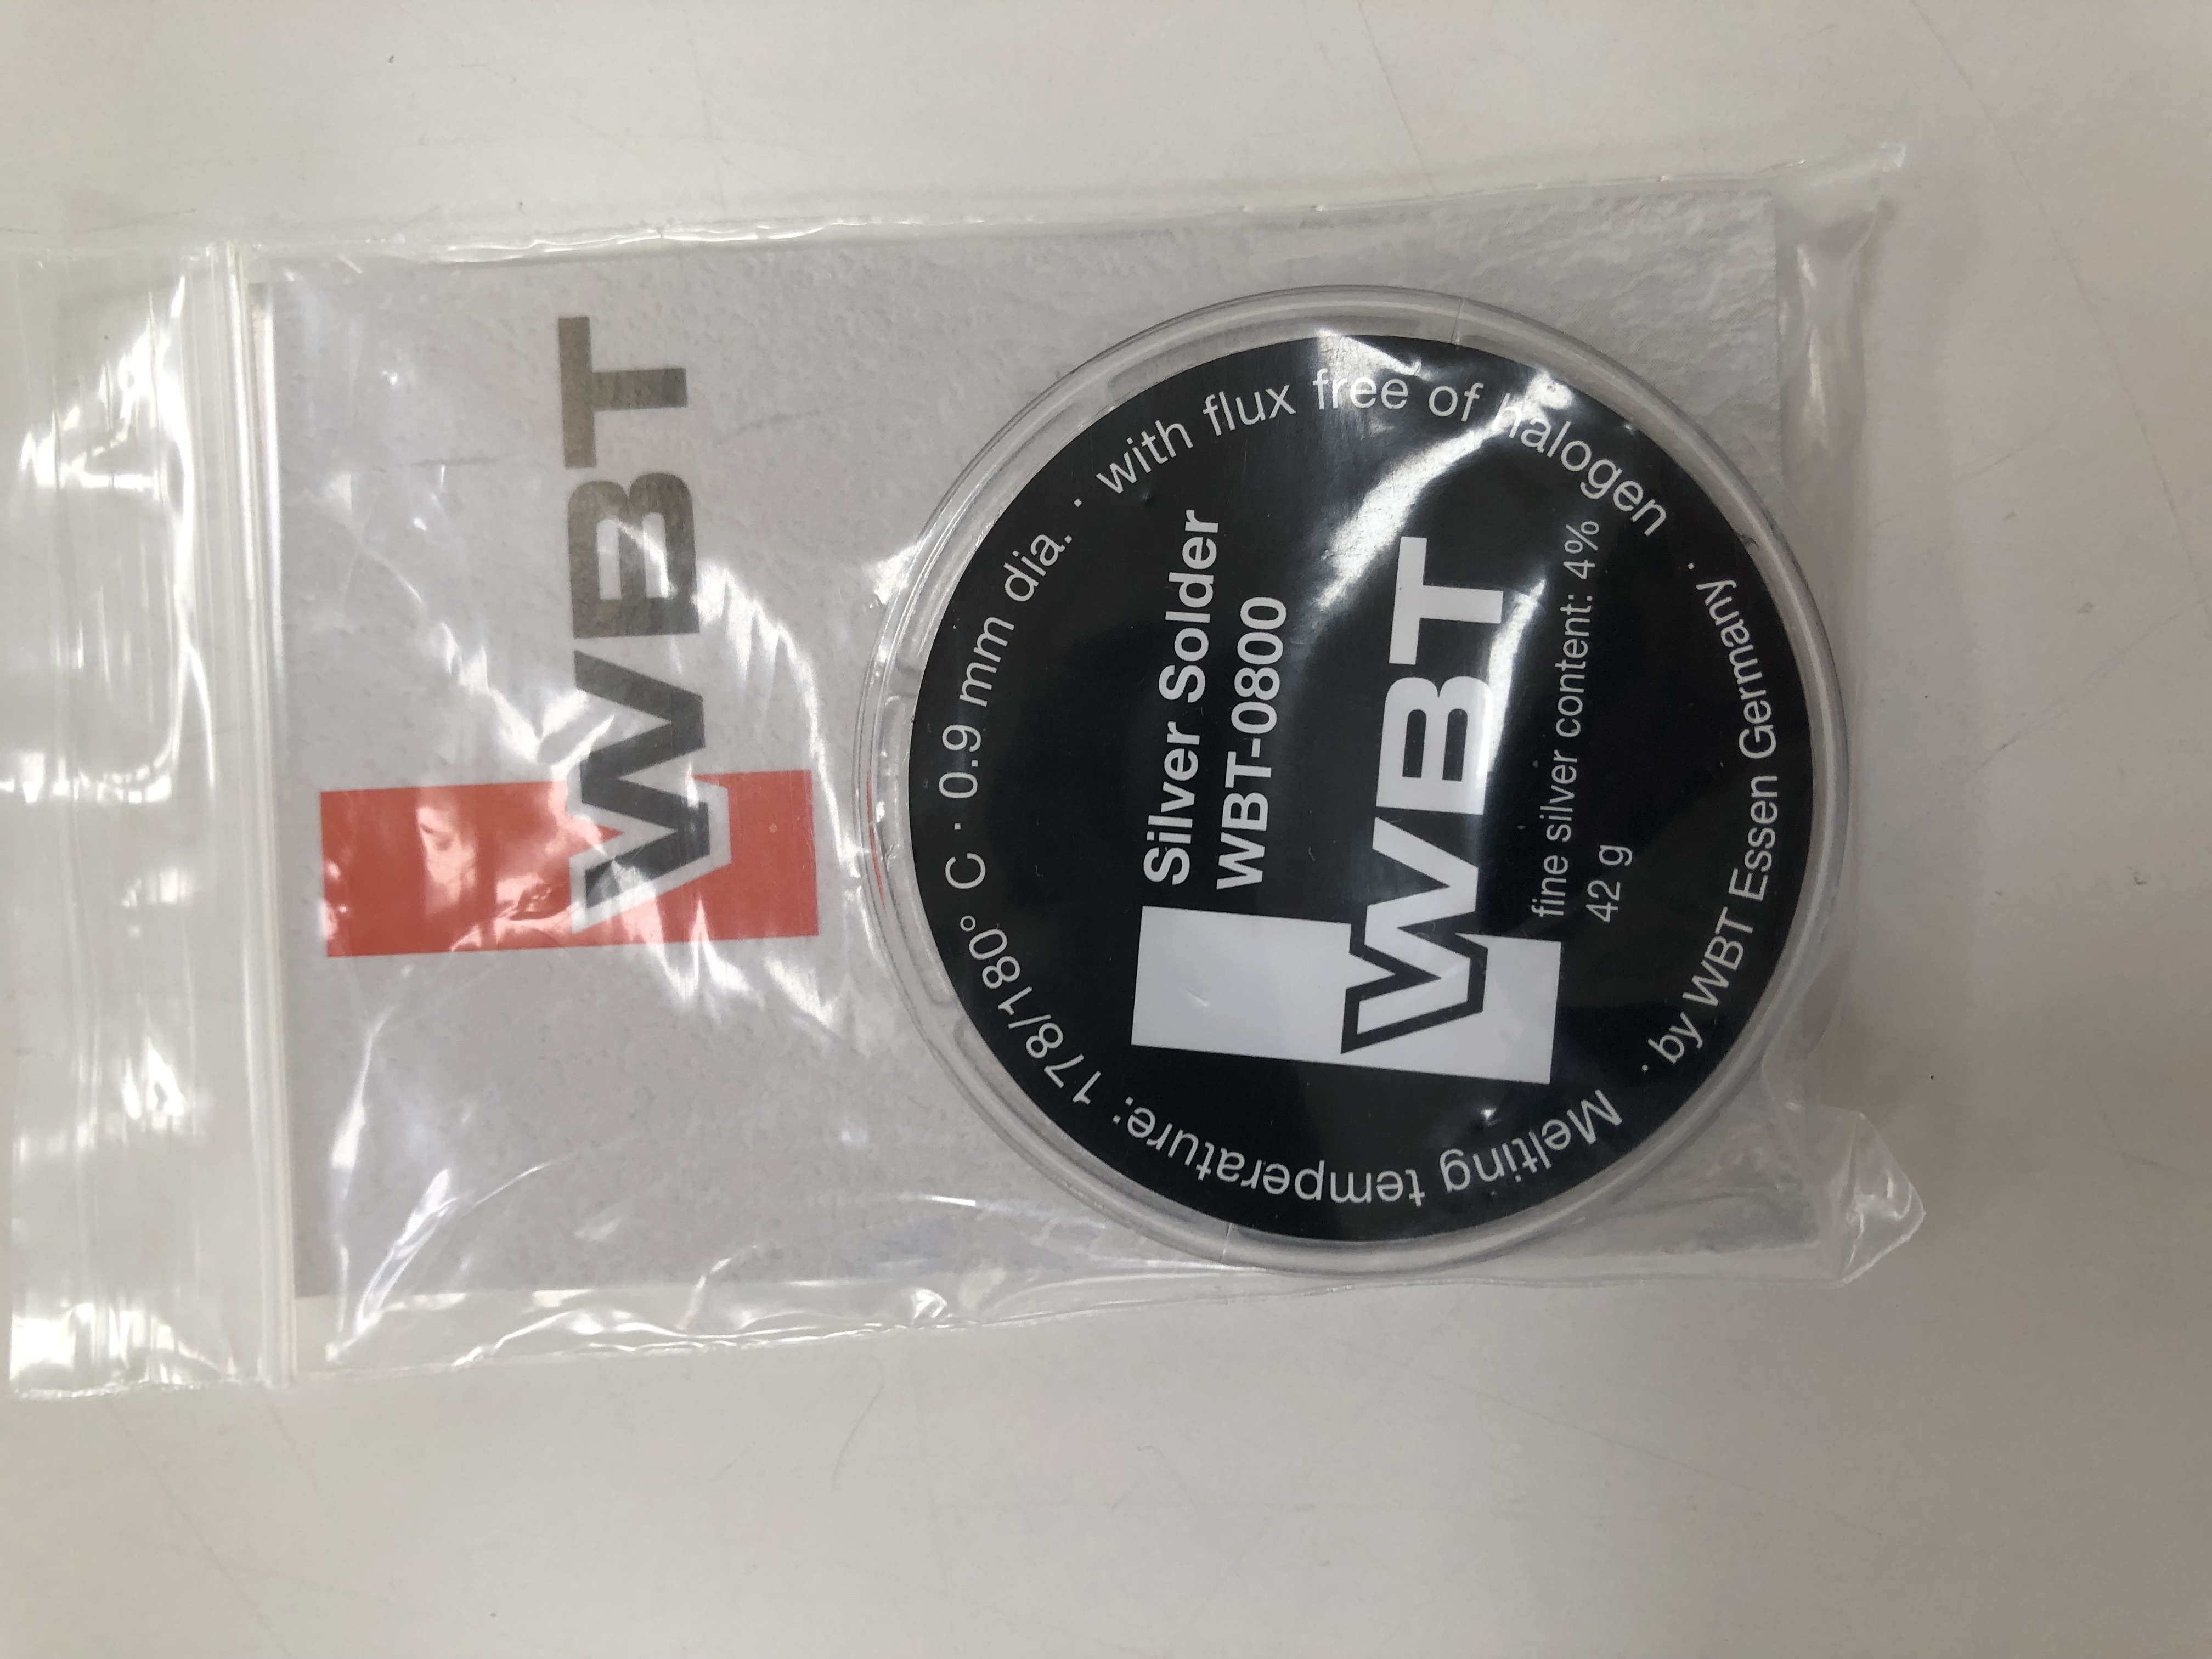 WBT
Silver Solder
WBT-0800
WBT
fine silver content: 4%
42 g
Melting temperature: 178/180° C · 0.9 mm dia. · with flux free of halogen ·
by WBT Essen Germany ·